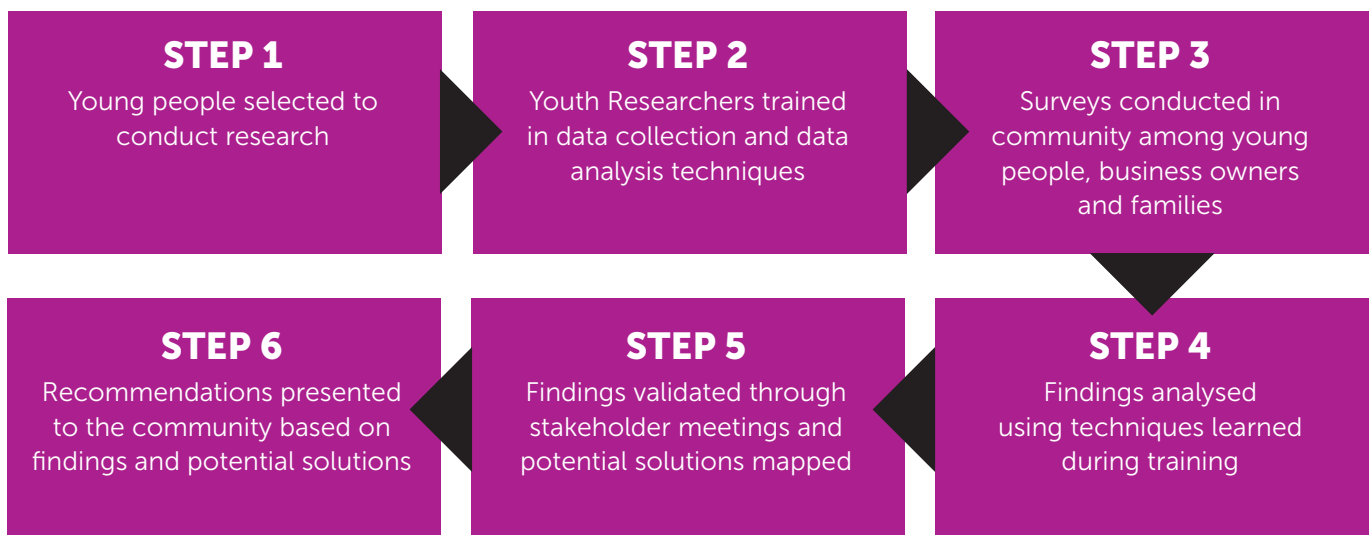 STEP 1
Young people selected to
conduct research
STEP 2
Youth Researchers trained
in data collection and data
analysis techniques
STEP 3
Surveys conducted in
community among young
people, business owners
and families
STEP 4
Findings analysed
using techniques learned
during training
STEP 5
Findings validated through
stakeholder meetings and
potential solutions mapped
STEP 6
Recommendations presented
to the community based on
findings and potential solutions